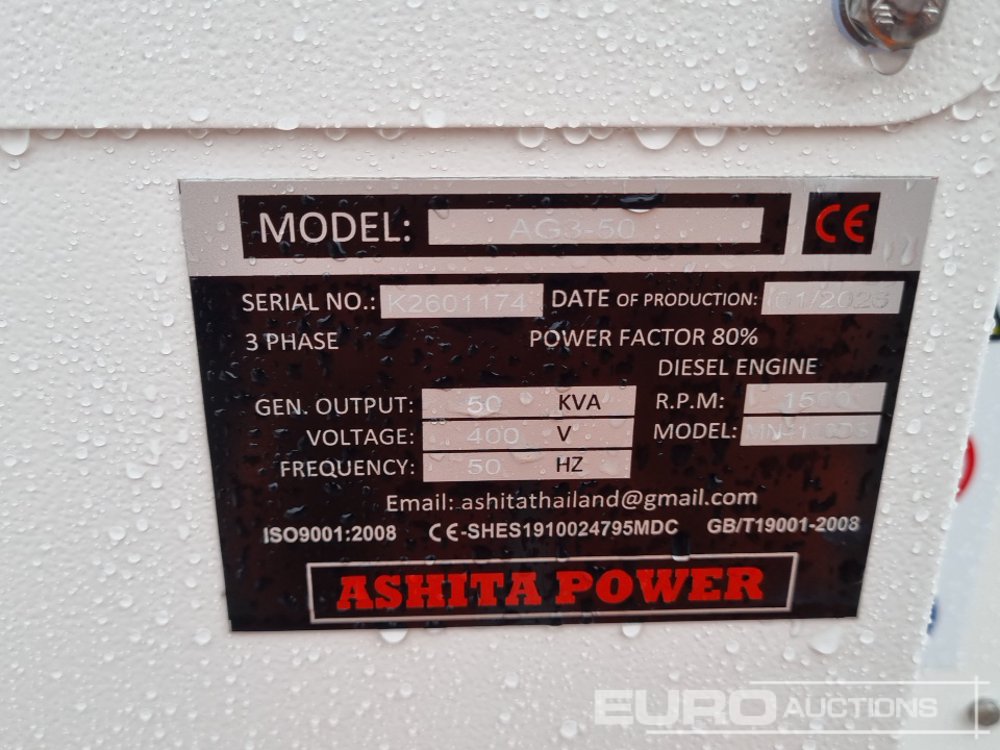 MODEL: AG3-50 CE
SERIAL NO.: K2601174 DATE OF PRODUCTION:
3 PHASE POWER FACTOR 80%
DIESEL ENGINE
GEN. OUTPUT: 50 KVA R.P.M: 1500
VOLTAGE: 400 V MODEL:
FREQUENCY: 50 HZ
Email: ashitathailand@gmail.com
ISO9001:2008 CE-SHES1910024795MDC GB/T19001-2008
ASHITA POWER
EURO AUCTIONS